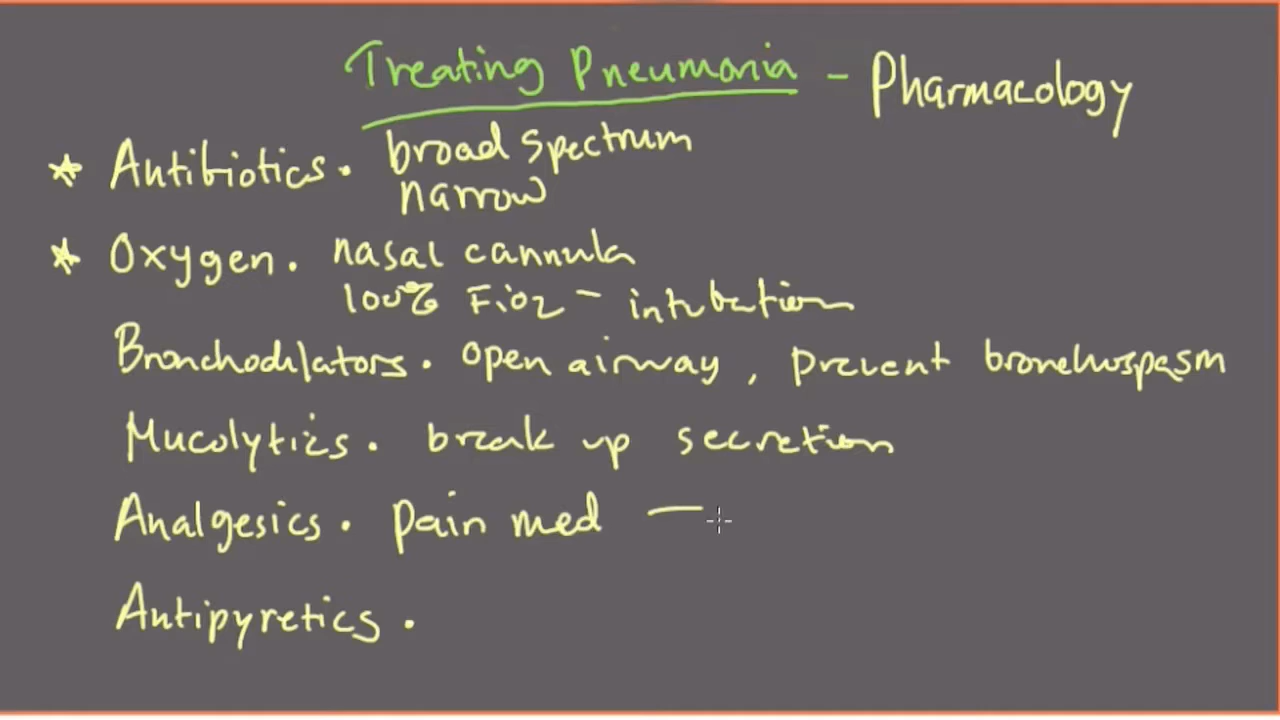 Treating Pneumonia - Pharmacology
* Antibiotics. broad spectrum
narrow
* Oxygen. nasal cannula
100% FiO2 - intubation
Bronchodilators. open airway, prevent bronchospasm
Mucolytics. break up secretion
Analgesics. pain med —
Antipyretics.